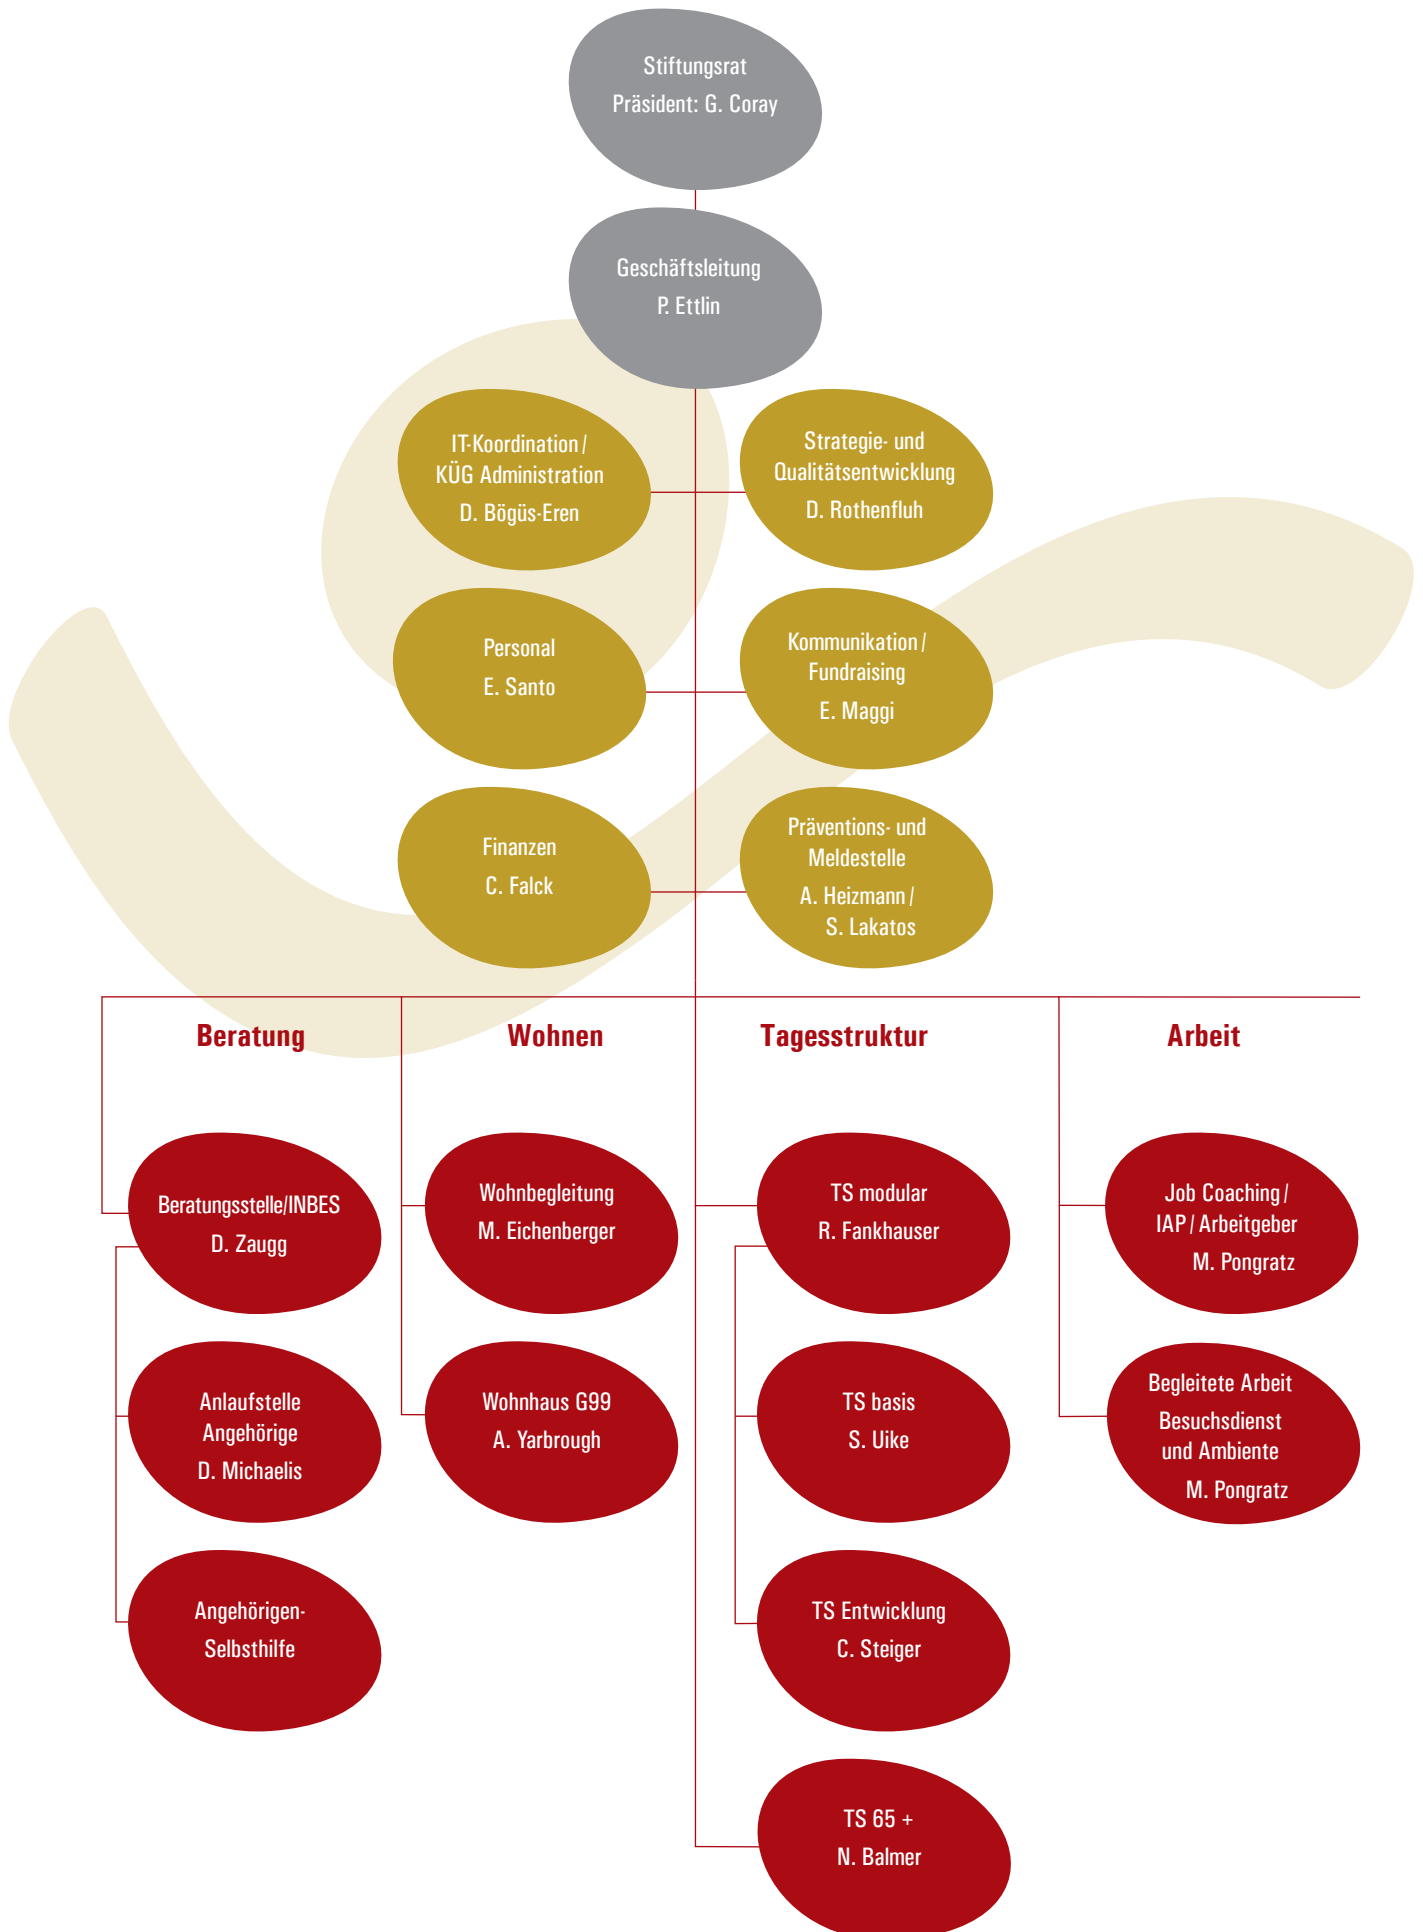 Stiftungsrat
Präsident: G. Coray
Geschäftsleitung
P. Ettlin
IT-Koordination /
KÜG Administration
D. Bögüs-Eren
Strategie- und
Qualitätsentwicklung
D. Rothenfluh
Personal
E. Santo
Kommunikation /
Fundraising
E. Maggi
Finanzen
C. Falck
Präventions- und
Meldestelle
A. Heizmann /
S. Lakatos
Beratung
Wohnen
Tagesstruktur
Arbeit
Beratungsstelle/INBES
D. Zaugg
Wohnbegleitung
M. Eichenberger
TS modular
R. Fankhauser
Job Coaching /
IAP / Arbeitgeber
M. Pongratz
Anlaufstelle
Angehörige
D. Michaelis
Wohnhaus G99
A. Yarbrough
TS basis
S. Uike
Begleitete Arbeit
Besuchsdienst
und Ambiente
M. Pongratz
Angehörigen-
Selbsthilfe
TS Entwicklung
C. Steiger
TS 65 +
N. Balmer